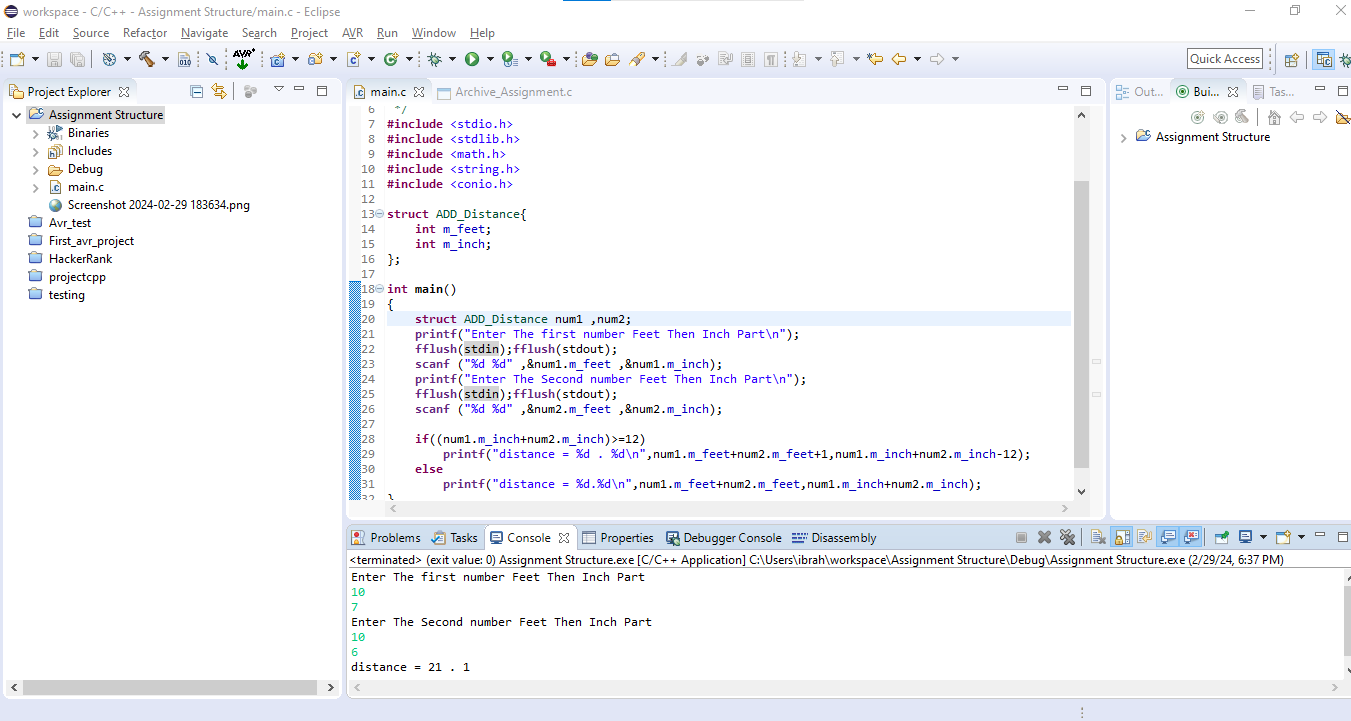 workspace - C/C++ - Assignment Structure/main.c - Eclipse
File Edit Source Refactor Navigate Search Project AVR Run Window Help
AVR
010
Quick Access
Project Explorer
Assignment Structure
Binaries
Includes
Debug
main.c
Screenshot 2024-02-29 183634.png
Avr_test
First_avr_project
HackerRank
projectcpp
testing
main.c Archive_Assignment.c
6 */
7 #include <stdio.h>
8 #include <stdlib.h>
9 #include <math.h>
10 #include <string.h>
11 #include <conio.h>
12
13 struct ADD_Distance{
14 int m_feet;
15 int m_inch;
16 };
17
18 int main()
19 {
20 struct ADD_Distance num1 ,num2;
21 printf("Enter The first number Feet Then Inch Part\n");
22 fflush(stdin);fflush(stdout);
23 scanf ("%d %d" ,&num1.m_feet ,&num1.m_inch);
24 printf("Enter The Second number Feet Then Inch Part\n");
25 fflush(stdin);fflush(stdout);
26 scanf ("%d %d" ,&num2.m_feet ,&num2.m_inch);
27
28 if((num1.m_inch+num2.m_inch)>=12)
29 printf("distance = %d . %d\n",num1.m_feet+num2.m_feet+1,num1.m_inch+num2.m_inch-12);
30 else
31 printf("distance = %d.%d\n",num1.m_feet+num2.m_feet,num1.m_inch+num2.m_inch);
32 }
Out... Bui... Tas...
Assignment Structure
Problems Tasks Console Properties Debugger Console Disassembly
<terminated> (exit value: 0) Assignment Structure.exe [C/C++ Application] C:\Users\ibrah\workspace\Assignment Structure\Debug\Assignment Structure.exe (2/29/24, 6:37 PM)
Enter The first number Feet Then Inch Part
10
7
Enter The Second number Feet Then Inch Part
10
6
distance = 21 . 1